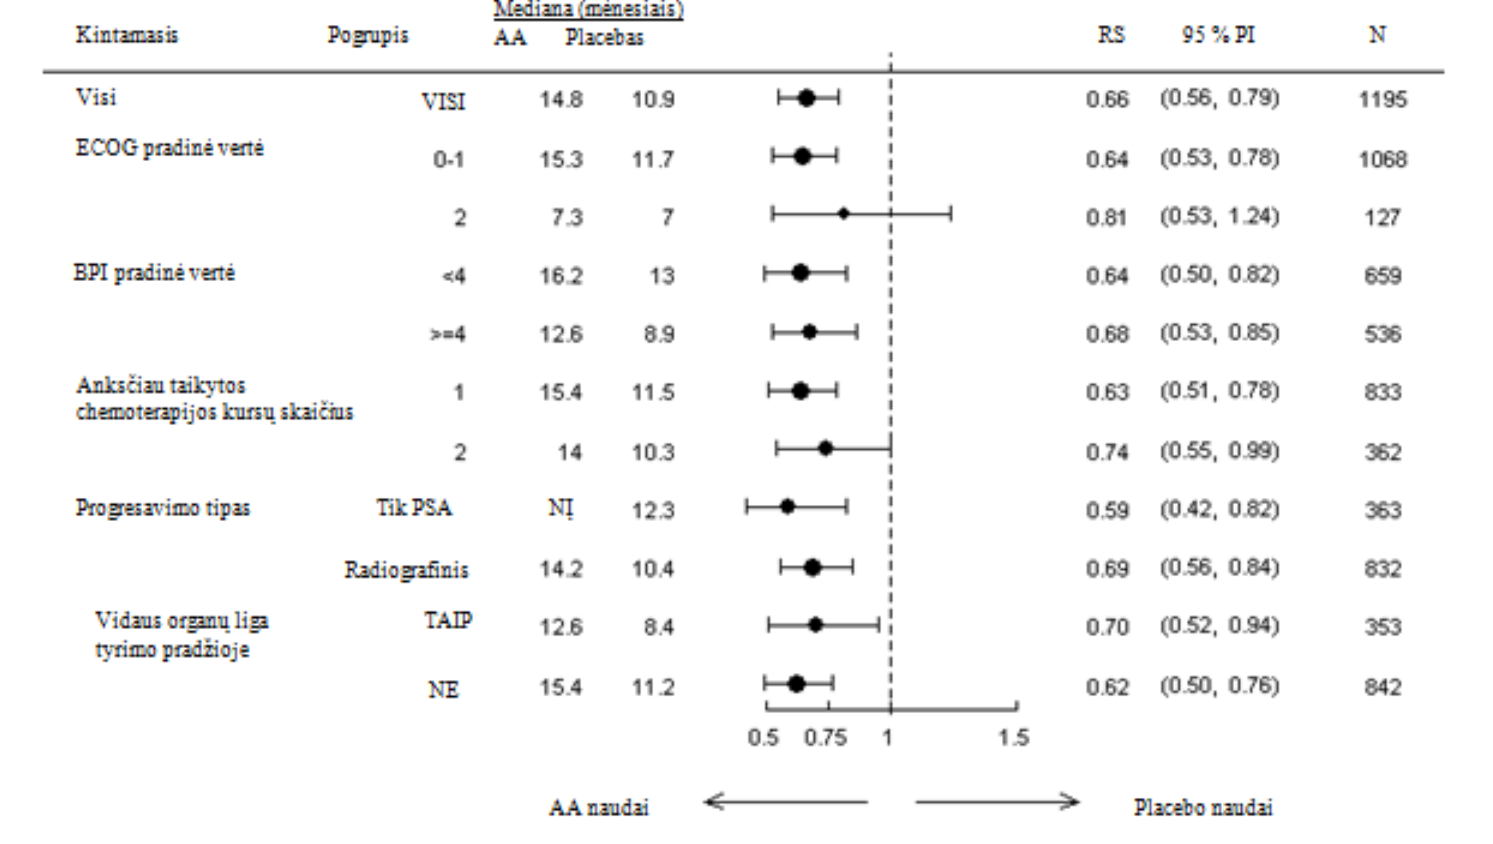 Mediana (mėnesiais)
Kintamasis Pogrupis AA Placebas RS 95 % PI N
Visi VISI 14.8 10.9 0.66 (0.56, 0.79) 1195
ECOG pradinė vertė 0-1 15.3 11.7 0.64 (0.53, 0.78) 1068
2 7.3 7 0.81 (0.53, 1.24) 127
BPI pradinė vertė <4 16.2 13 0.64 (0.50, 0.82) 659
>=4 12.6 8.9 0.68 (0.53, 0.85) 536
Anksčiau taikytos 1 15.4 11.5 0.63 (0.51, 0.78) 833
chemoterapijos kursų skaičius
2 14 10.3 0.74 (0.55, 0.99) 362
Progresavimo tipas Tik PSA NĮ 12.3 0.59 (0.42, 0.82) 363
Radiografinis 14.2 10.4 0.69 (0.56, 0.84) 832
Vidaus organų liga TAIP 12.6 8.4 0.70 (0.52, 0.94) 353
tyrimo pradžioje
NE 15.4 11.2 0.62 (0.50, 0.76) 842
0.5 0.75 1 1.5
AA naudai Placebo naudai